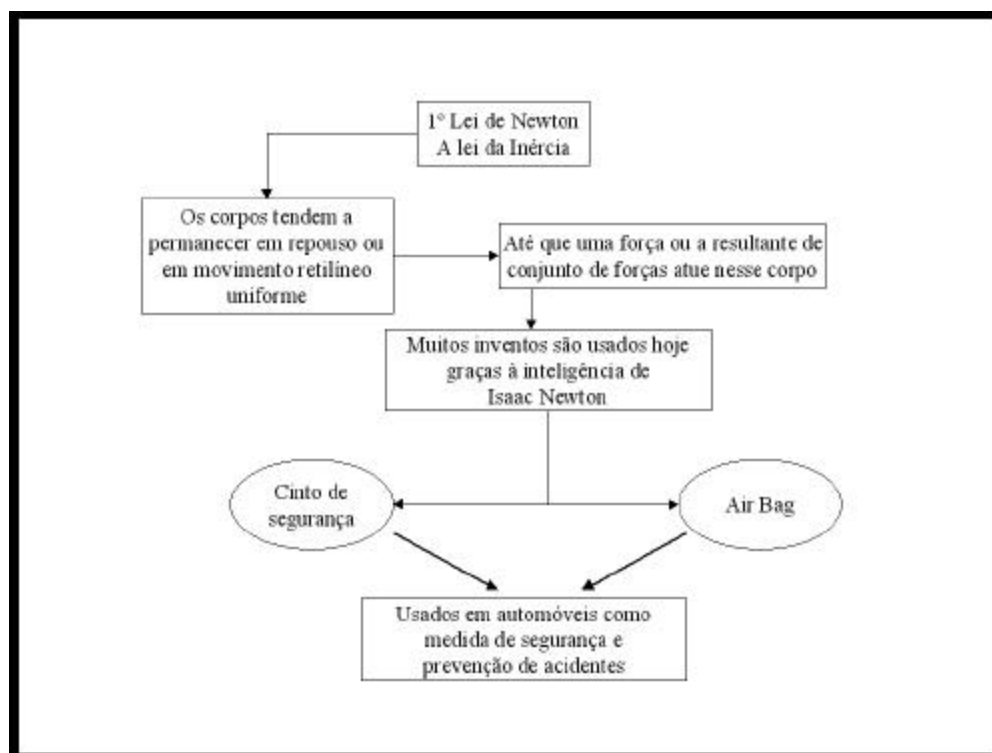 1º Lei de Newton
A lei da Inércia
Os corpos tendem a
permanecer em repouso ou
em movimento retilíneo
uniforme
Até que uma força ou a resultante de
conjunto de forças atue nesse corpo
Muitos inventos são usados hoje
graças à inteligência de
Isaac Newton
Cinto de
segurança
Air Bag
Usados em automóveis como
medida de segurança e
prevenção de acidentes